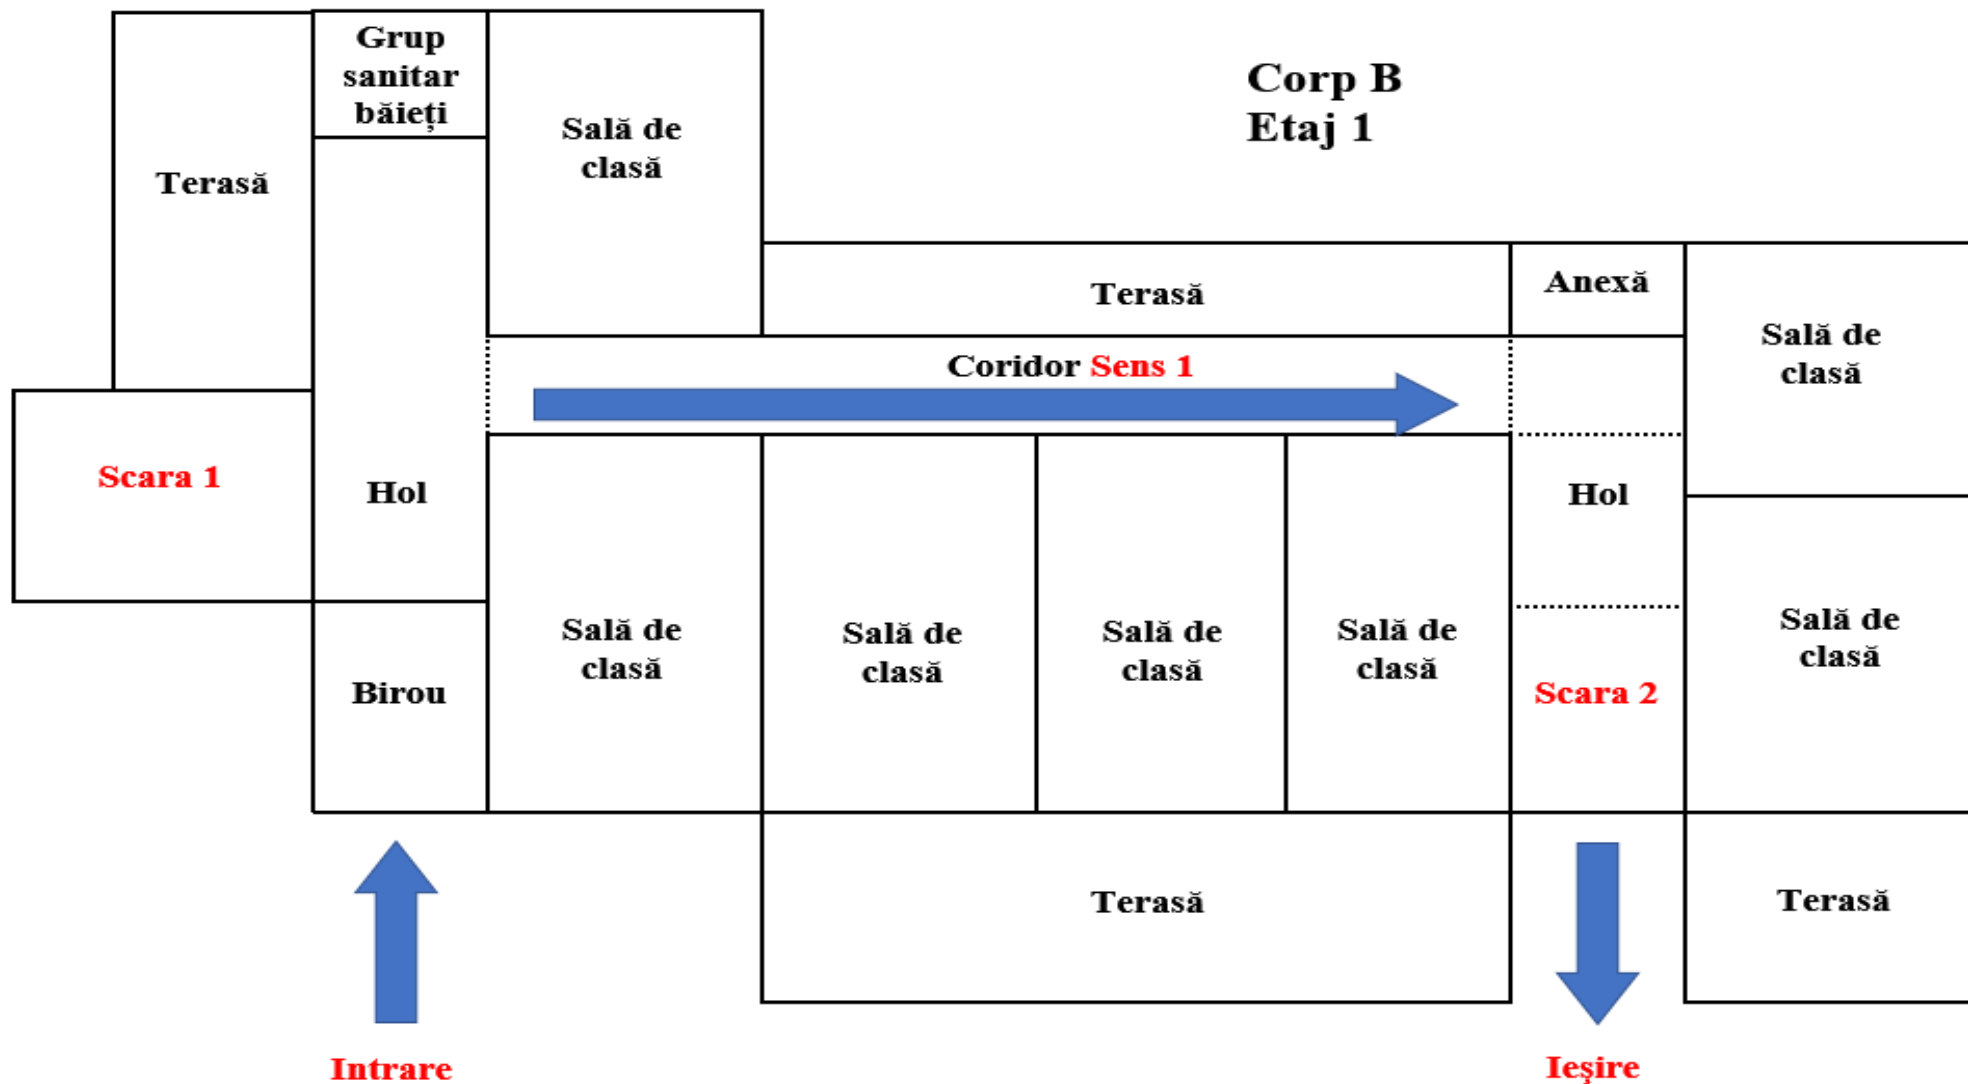 Grup
sanitar
băieți
Sală de
clasă
Corp B
Etaj 1
Terasă
Terasă
Anexă
Sală de
clasă
Coridor Sens 1
Scara 1
Hol
Hol
Sală de
clasă
Sală de
clasă
Sală de
clasă
Sală de
clasă
Sală de
clasă
Birou
Scara 2
Terasă
Terasă
Intrare
Ieşire